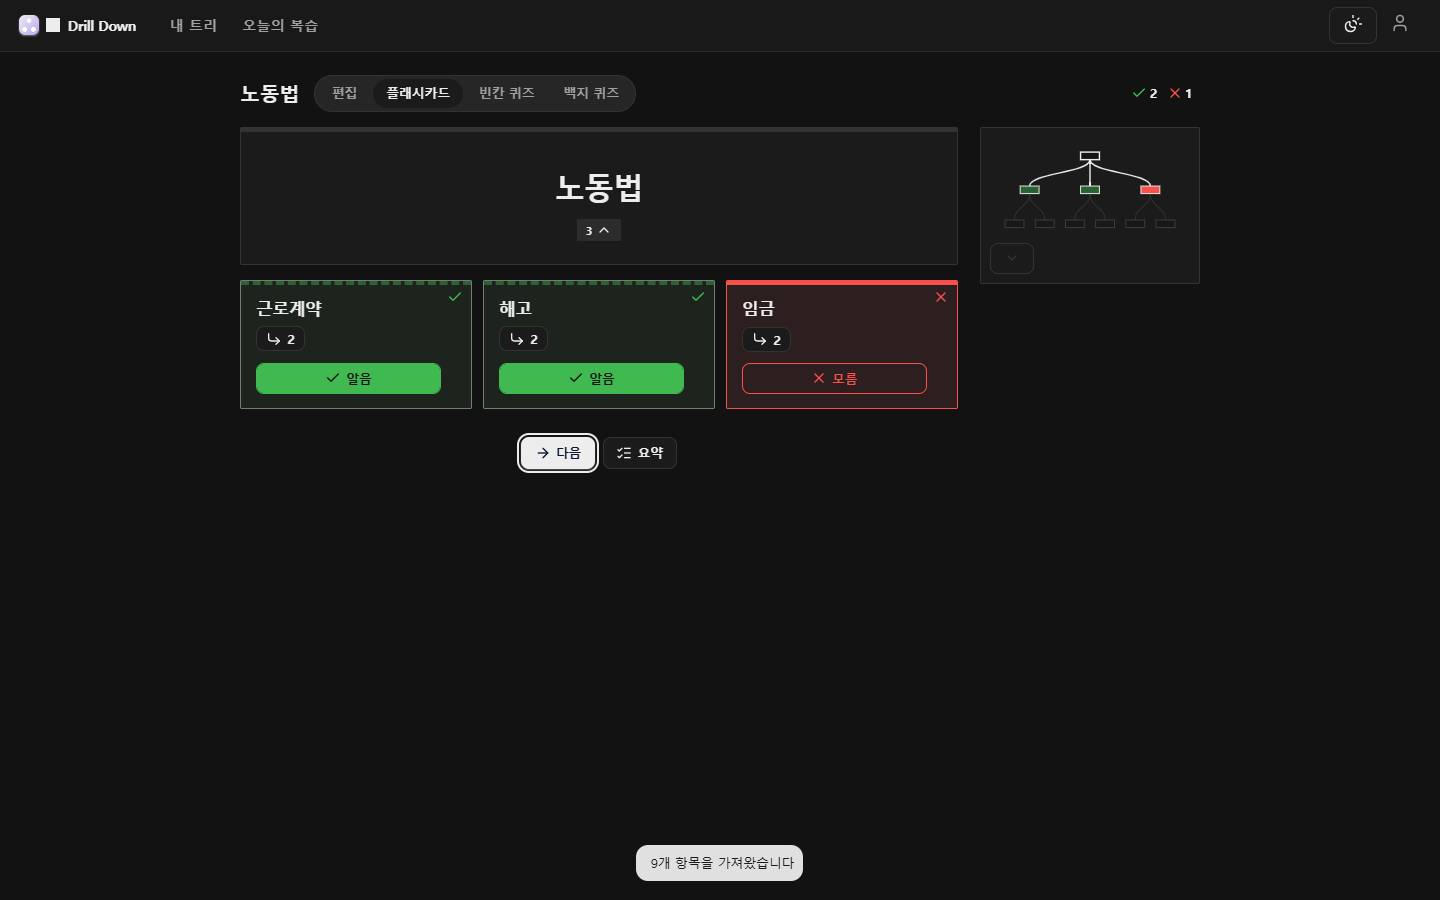 Drill Down 내 트리 오늘의 복습
노동법 편집 플래시카드 빈칸 퀴즈 백지 퀴즈 2 1
노동법
3
근로계약
2
알음
해고
2
알음
임금
2
모름
다음 요약
9개 항목을 가져왔습니다